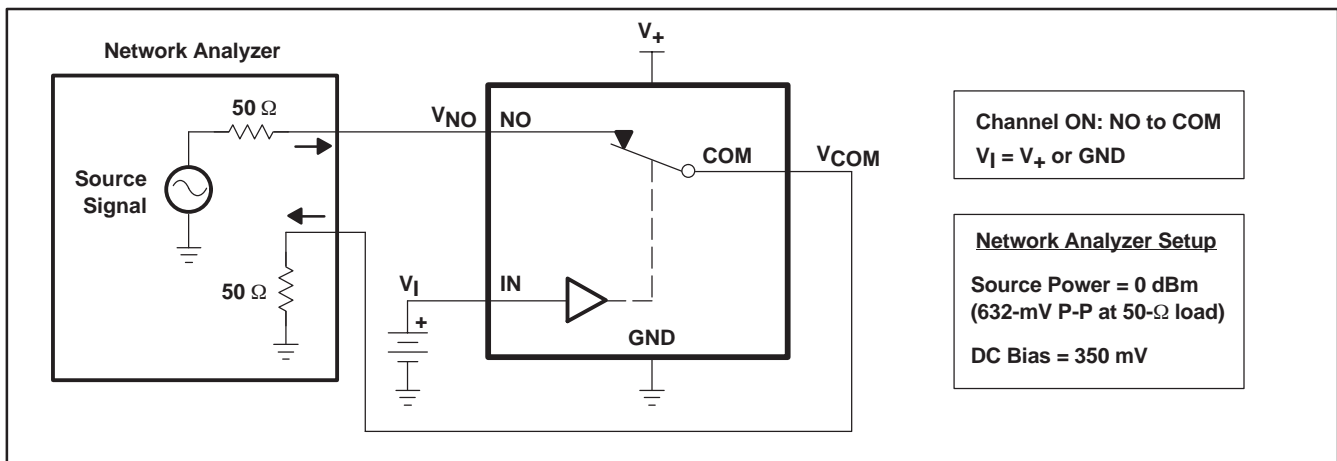 Network Analyzer
50 Ω
Source
Signal
50 Ω
V+
VNO
NO
COM
VCOM
VI
IN
+
GND
Channel ON: NO to COM
VI = V+ or GND
Network Analyzer Setup
Source Power = 0 dBm
(632-mV P-P at 50-Ω load)
DC Bias = 350 mV